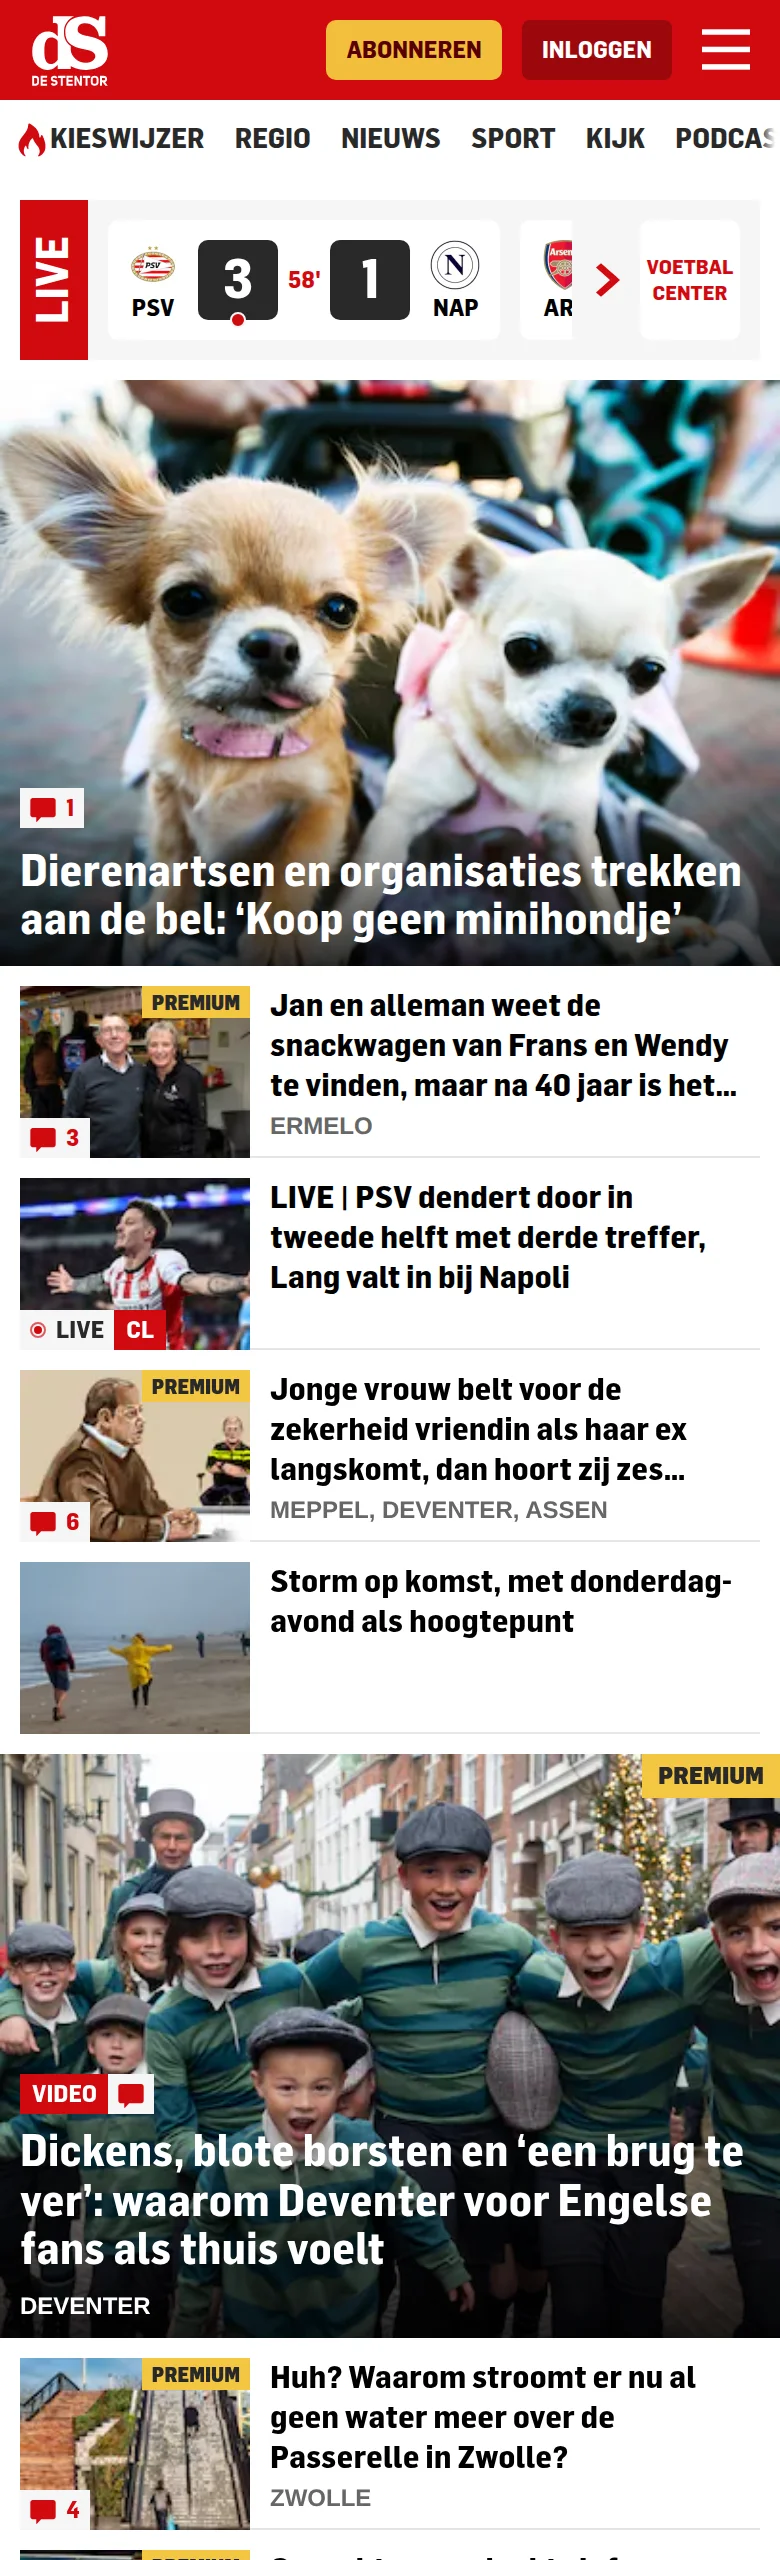 dS
DE STENTOR
ABONNEREN
INLOGGEN
KIESWIJZER REGIO NIEUWS SPORT KIJK PODCAS
LIVE
PSV
PSV
3
58'
1
N
NAP
Arsen
AR
VOETBAL
CENTER
1
Dierenartsen en organisaties trekken
aan de bel: ‘Koop geen minihondje’
PREMIUM
3
Jan en alleman weet de
snackwagen van Frans en Wendy
te vinden, maar na 40 jaar is het...
ERMELO
LIVE CL
LIVE | PSV dendert door in
tweede helft met derde treffer,
Lang valt in bij Napoli
PREMIUM
6
Jonge vrouw belt voor de
zekerheid vriendin als haar ex
langskomt, dan hoort zij zes...
MEPPEL, DEVENTER, ASSEN
Storm op komst, met donderdag-
avond als hoogtepunt
PREMIUM
VIDEO
Dickens, blote borsten en ‘een brug te
ver’: waarom Deventer voor Engelse
fans als thuis voelt
DEVENTER
PREMIUM
4
Huh? Waarom stroomt er nu al
geen water meer over de
Passerelle in Zwolle?
ZWOLLE
PREMIUM